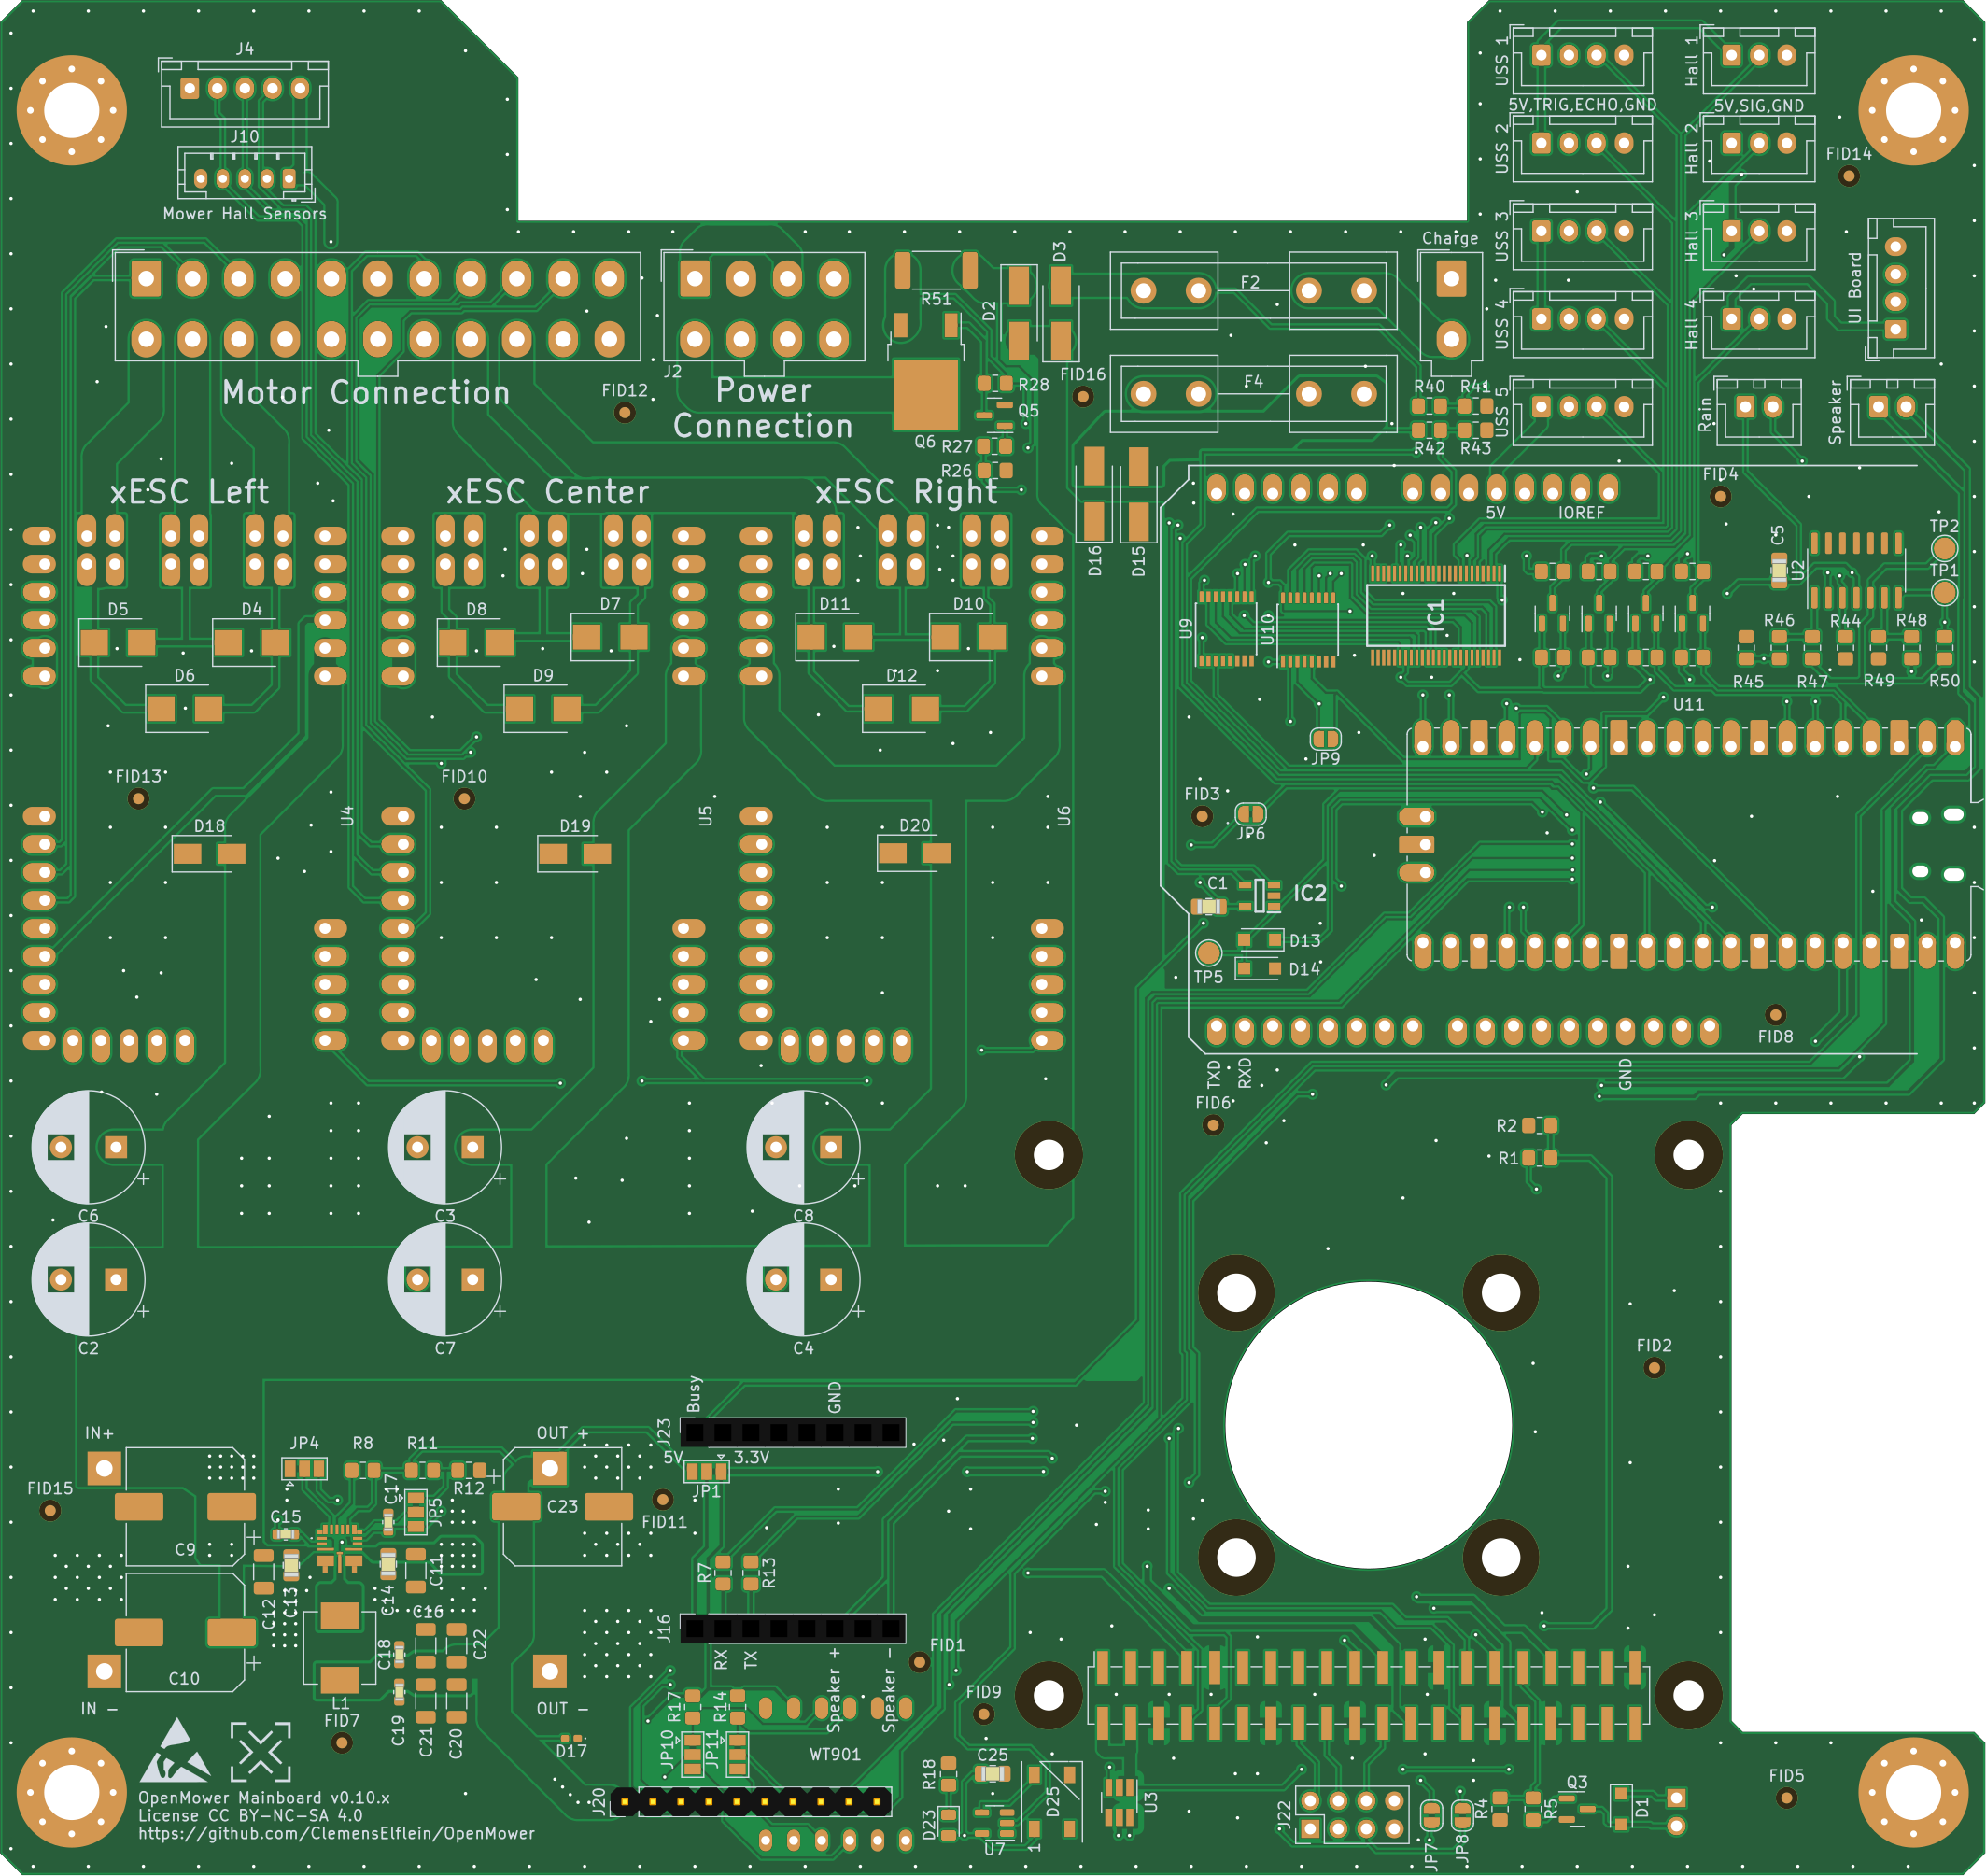 J4
J10
Mower Hall Sensors
USS 1
Hall 1
5V,TRIG,ECHO,GND
5V,SIG,GND
USS 2
Hall 2
FID14
USS 3
Hall 3
UI Board
USS 4
Hall 4
USS 5
Rain
Speaker
Charge
D3
D2
R51
F2
F4
J2
Motor Connection
Power
Connection
FID12
FID16
R28
Q5
Q6
R27
R26
R40
R41
R42
R43
xESC Left
xESC Center
xESC Right
FID4
5V
IOREF
D16
D15
C5
U2
TP2
TP1
D5
D4
D8
D7
D11
D10
U9
U10
IC1
D6
D9
D12
R46
R44
R48
R45
R47
R49
R50
U11
JP9
FID13
FID10
FID3
JP6
U4
U5
U6
D18
D19
D20
C1
IC2
D13
D14
TP5
FID8
TXD
RXD
GND
FID6
R2
R1
C6
C3
C8
C2
C7
C4
FID2
Busy
GND
IN+
JP4
R8
R11
OUT +
J23
5V
3.3V
JP1
R12
FID15
C15
C17
JP5
C23
FID11
C9
C12
C13
C14
C11
R7
R13
C16
C22
C18
J16
RX
TX
Speaker +
Speaker -
FID1
C10
L1
FID7
IN -
C19
C21
C20
OUT -
D17
R17
R14
JP10
JP11
WT901
FID9
J20
R18
C25
D25
D23
U7
1
U3
J22
JP7
JP8
R4
R5
Q3
D1
FID5
OpenMower Mainboard v0.10.x
License CC BY-NC-SA 4.0
https://github.com/ClemensElflein/OpenMower